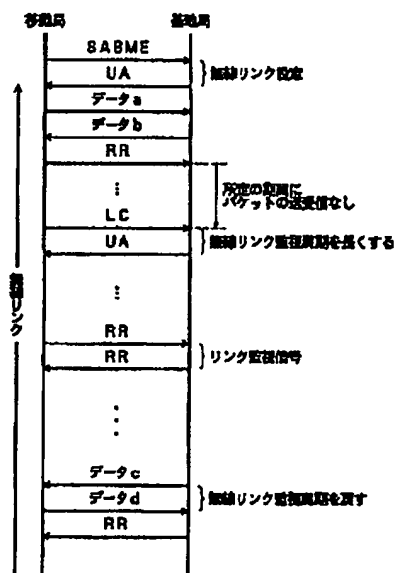 移動局
基地局
SABME
UA
無線リンク設定
データa
データb
RR
所定の期間に
パケットの送受信なし
LC
UA
無線リンク監視周期を長くする
無線リンク
RR
RR
リンク監視信号
データc
データd
無線リンク監視周期を戻す
RR